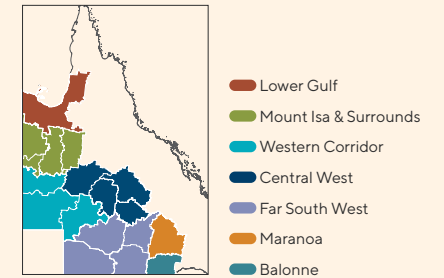 Lower Gulf
Mount Isa & Surrounds
Western Corridor
Central West
Far South West
Maranoa
Balonne